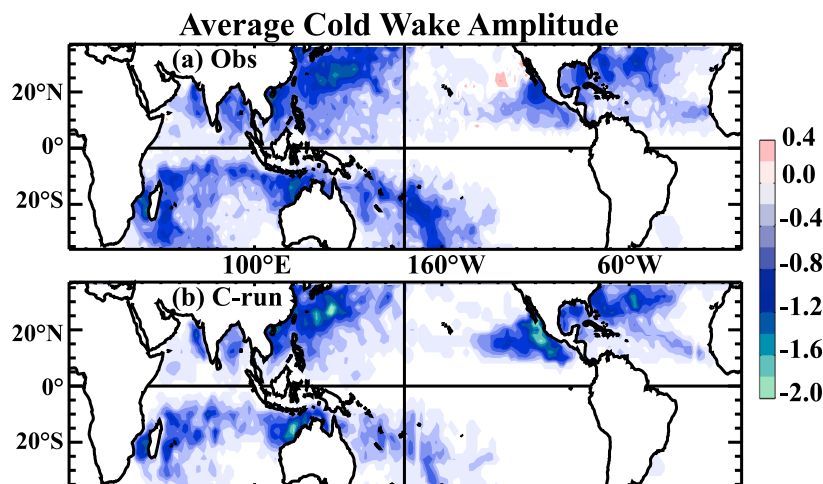 Average Cold Wake Amplitude
(a) Obs
20°N
0°
20°S
100°E 160°W 60°W
(b) C-run
20°N
0°
20°S
0.4
0.0
-0.4
-0.8
-1.2
-1.6
-2.0